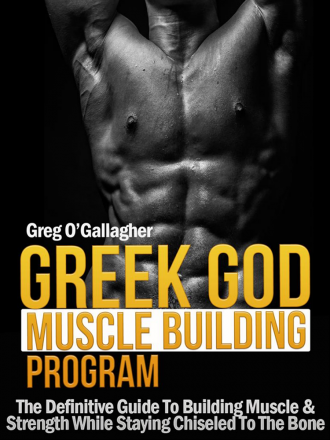 Greg O'Gallagher
GREEK GOD
MUSCLE BUILDING
PROGRAM
The Definitive Guide To Building Muscle &
Strength While Staying Chiseled To The Bone